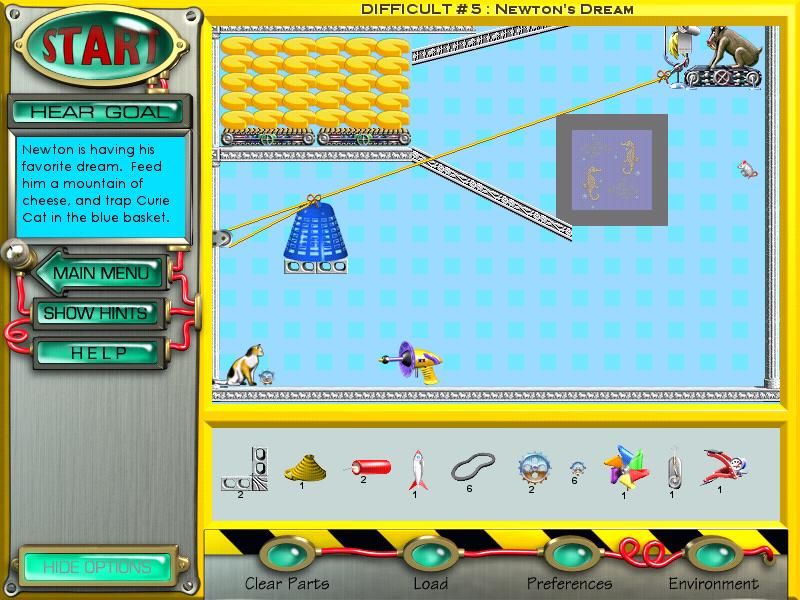 DIFFICULT # 5 : NEWTON'S DREAM
START
HEAR GOAL
Newton is having his
favorite dream. Feed
him a mountain of
cheese, and trap Curie
Cat in the blue basket.
MAIN MENU
SHOW HINTS
HELP
2
1
2
1
6
2
6
1
1
1
HIDE OPTIONS
Clear Parts
Load
Preferences
Environment